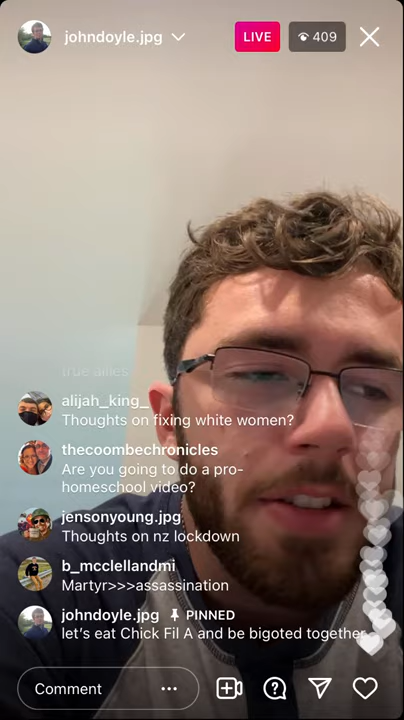 johndoyle.jpg
LIVE
409
true allies
alijah_king_
Thoughts on fixing white women?
thecoombechronicles
Are you going to do a pro-
homeschool video?
jensonyoung.jpg
Thoughts on nz lockdown
b_mcclellandmi
Martyr>>>assassination
johndoyle.jpg PINNED
let's eat Chick Fil A and be bigoted together
Comment